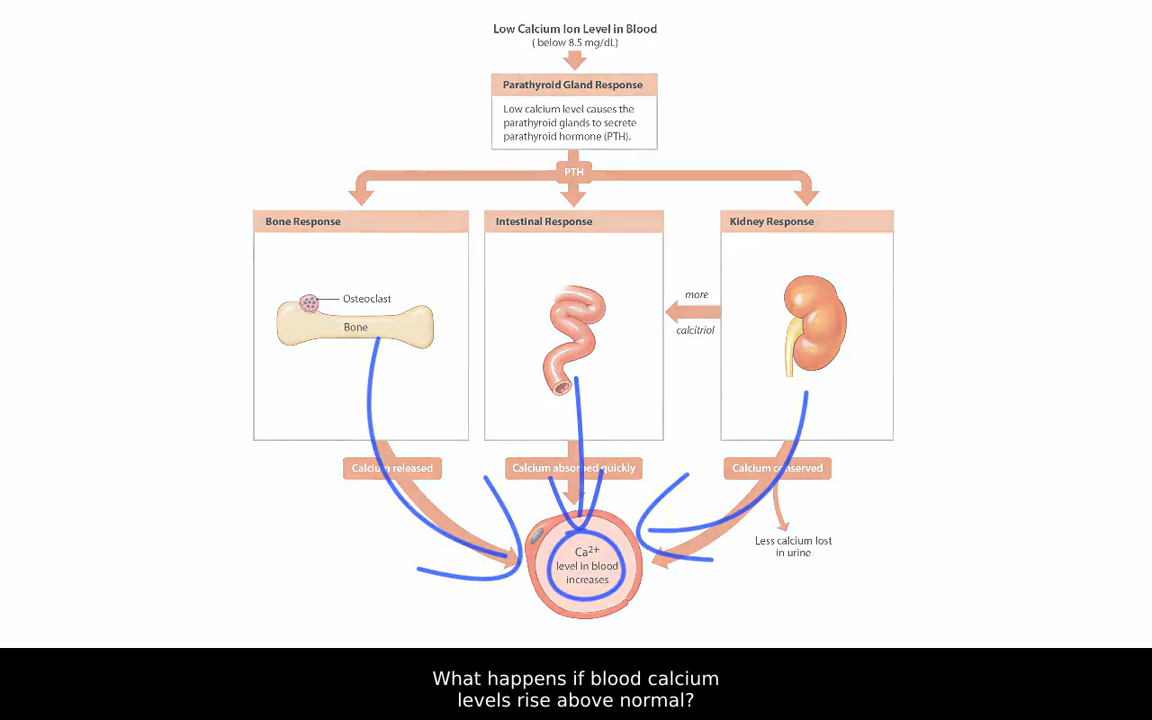 Low Calcium Ion Level in Blood
( below 8.5 mg/dL)
Parathyroid Gland Response
Low calcium level causes the
parathyroid glands to secrete
parathyroid hormone (PTH).
PTH
Bone Response
Osteoclast
Bone
Intestinal Response
more
calcitriol
Kidney Response
Calcium released
Calcium absorbed quickly
Calcium conserved
Less calcium lost
in urine
Ca2+
level in blood
increases
What happens if blood calcium
levels rise above normal?